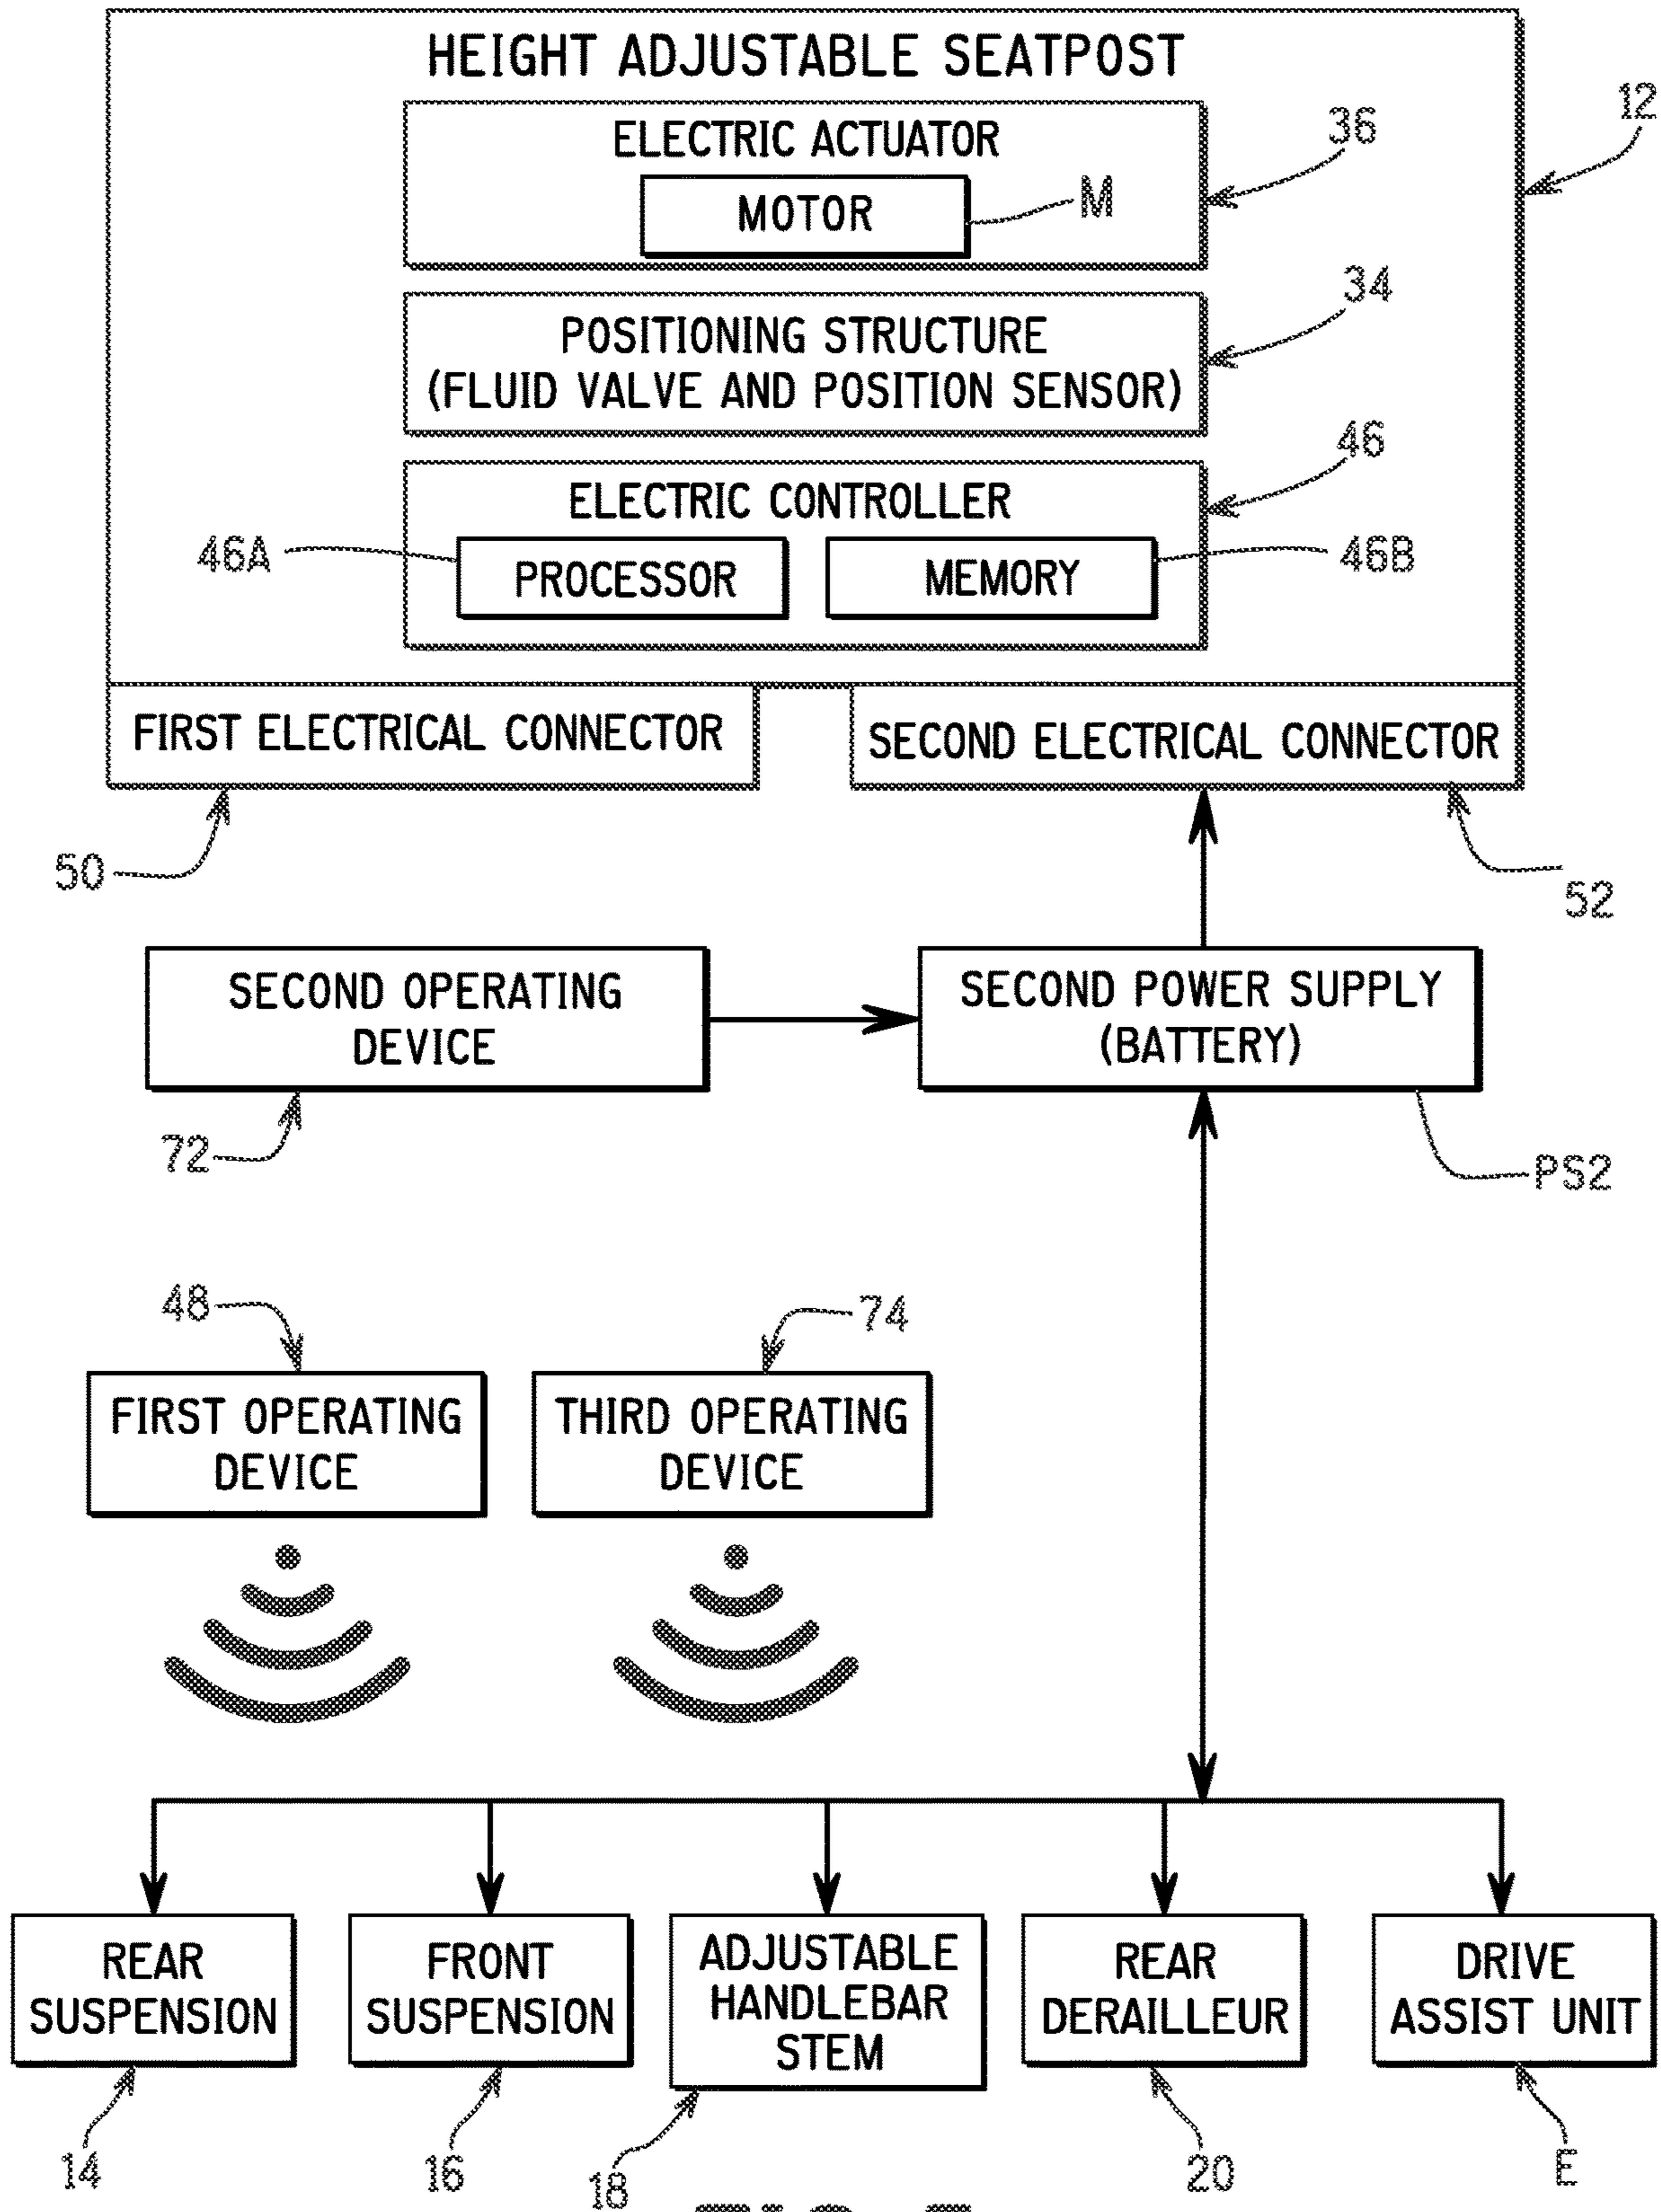 HEIGHT ADJUSTABLE SEATPOST
12
ELECTRIC ACTUATOR
36
MOTOR
M
34
POSITIONING STRUCTURE
(FLUID VALVE AND POSITION SENSOR)
46
ELECTRIC CONTROLLER
46A
PROCESSOR
MEMORY
46B
FIRST ELECTRICAL CONNECTOR
SECOND ELECTRICAL CONNECTOR
50
52
SECOND OPERATING
DEVICE
SECOND POWER SUPPLY
(BATTERY)
72
PS2
48
74
FIRST OPERATING
DEVICE
THIRD OPERATING
DEVICE
REAR
SUSPENSION
FRONT
SUSPENSION
ADJUSTABLE
HANDLEBAR
STEM
REAR
DERAILLEUR
DRIVE
ASSIST UNIT
14
16
18
20
E